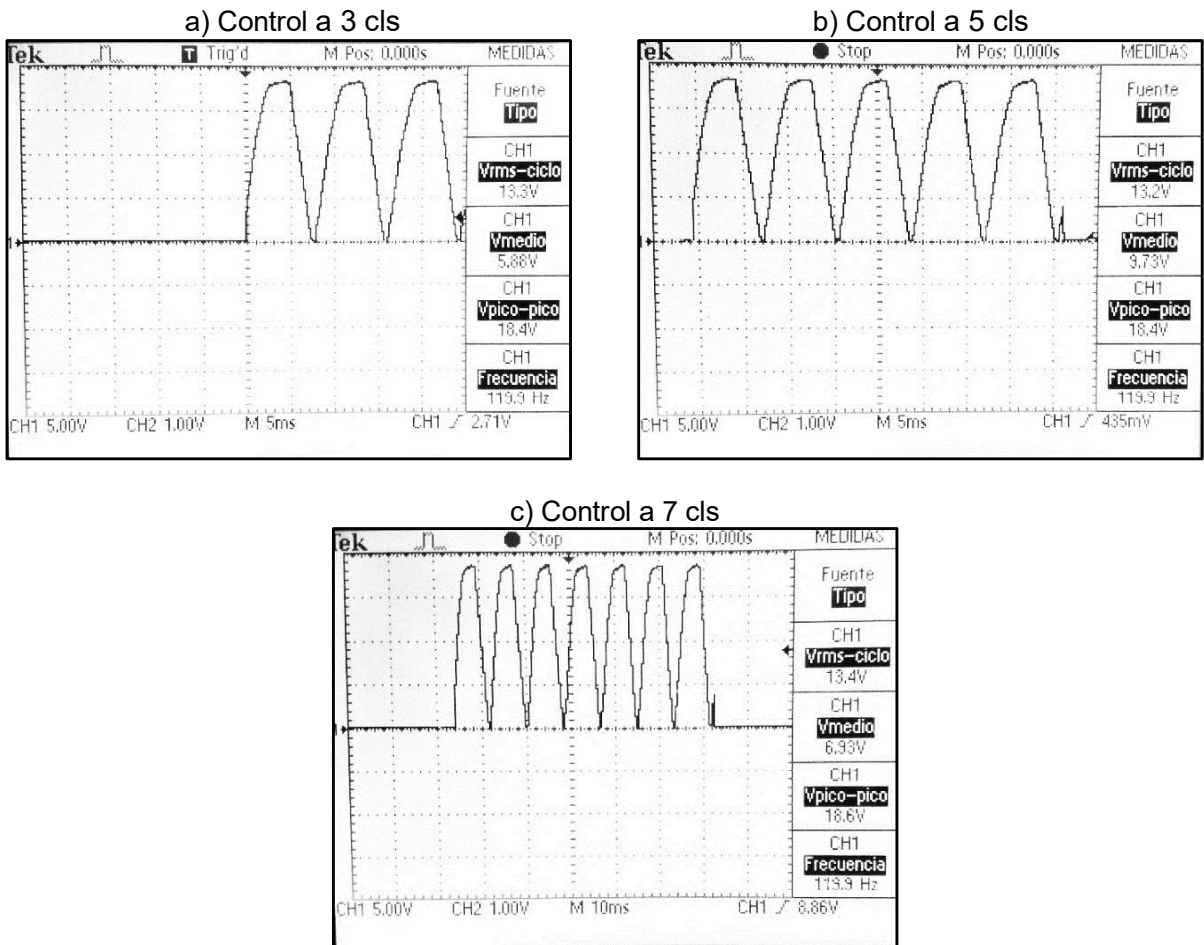 a) Control a 3 cls
Tek T Trig'd M Pos: 0.000s MEDIDAS
Fuente
Tipo
CH1
Vrms-ciclo
13.3V
CH1
Vmedio
5.88V
CH1
Vpico-pico
18.4V
CH1
Frecuencia
119.9 Hz
CH1 5.00V CH2 1.00V M 5ms CH1 2.71V
b) Control a 5 cls
Tek Stop M Pos: 0.000s MEDIDAS
Fuente
Tipo
CH1
Vrms-ciclo
13.2V
CH1
Vmedio
9.73V
CH1
Vpico-pico
18.4V
CH1
Frecuencia
119.9 Hz
CH1 5.00V CH2 1.00V M 5ms CH1 435mV
c) Control a 7 cls
Tek Stop M Pos: 0.000s MEDIDAS
Fuente
Tipo
CH1
Vrms-ciclo
13.4V
CH1
Vmedio
6.93V
CH1
Vpico-pico
18.6V
CH1
Frecuencia
119.9 Hz
CH1 5.00V CH2 1.00V M 10ms CH1 8.86V